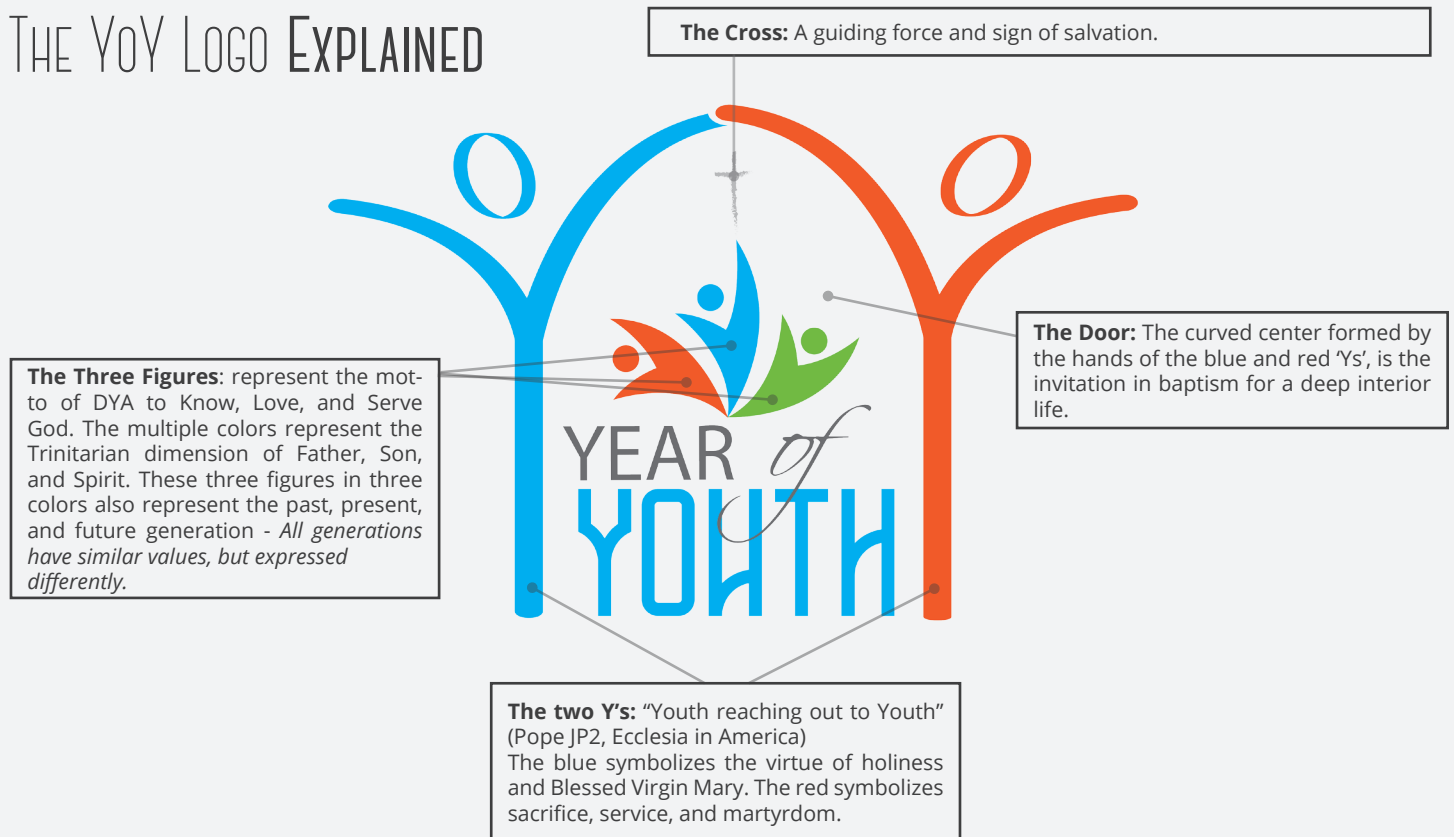 THE YOY LOGO EXPLAINED
The Cross: A guiding force and sign of salvation.
The Door: The curved center formed by
the hands of the blue and red ‘Ys’, is the
invitation in baptism for a deep interior
life.
The Three Figures: represent the mot-
to of DYA to Know, Love, and Serve
God. The multiple colors represent the
Trinitarian dimension of Father, Son,
and Spirit. These three figures in three
colors also represent the past, present,
and future generation - All generations
have similar values, but expressed
differently.
YEAR of
YOUTH
The two Y’s: “Youth reaching out to Youth”
(Pope JP2, Ecclesia in America)
The blue symbolizes the virtue of holiness
and Blessed Virgin Mary. The red symbolizes
sacrifice, service, and martyrdom.